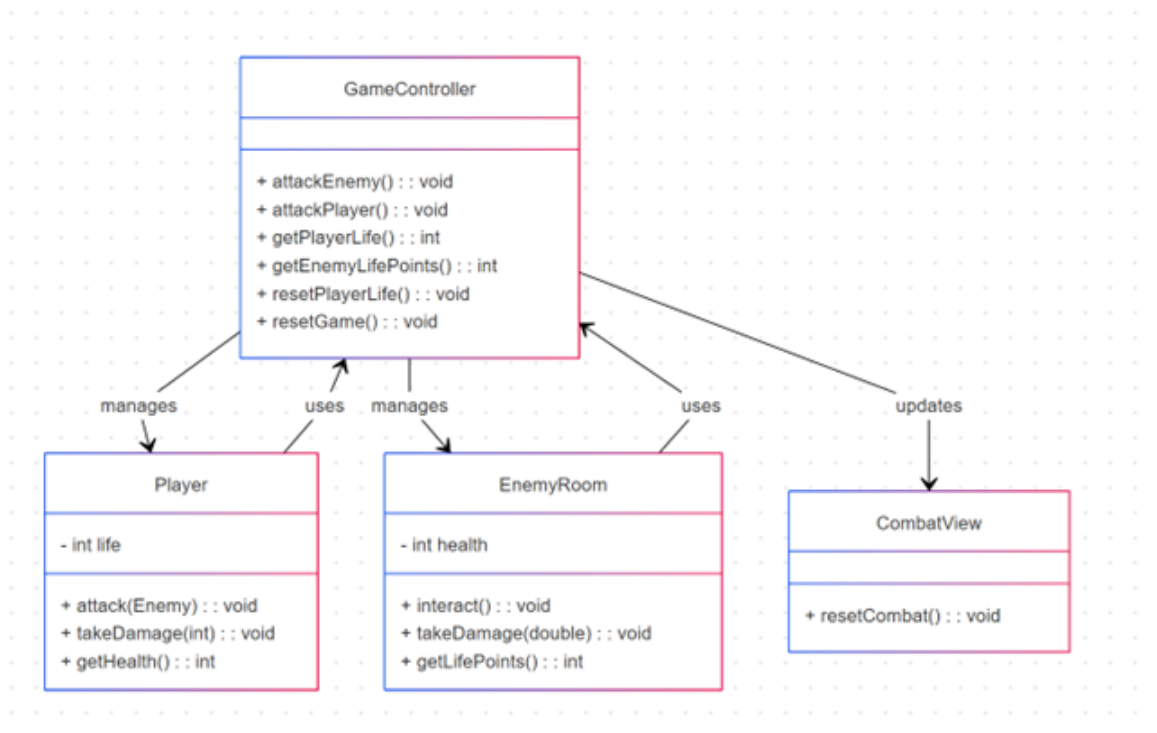 GameController
+ attackEnemy() : : void
+ attackPlayer() : : void
+ getPlayerLife() : : int
+ getEnemyLifePoints() : : int
+ resetPlayerLife() : : void
+ resetGame() : : void
manages
uses
manages
uses
updates
Player
- int life
+ attack(Enemy) : : void
+ takeDamage(int) : : void
+ getHealth() : : int
EnemyRoom
- int health
+ interact() : : void
+ takeDamage(double) : : void
+ getLifePoints() : : int
CombatView
+ resetCombat() : : void